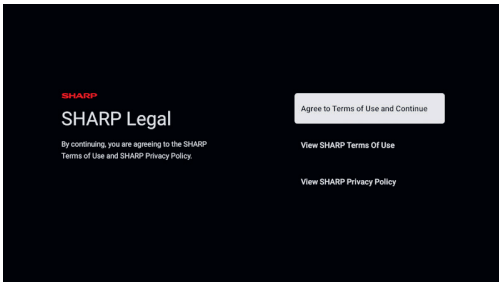 SHARP
SHARP Legal
By continuing, you are agreeing to the SHARP
Terms of Use and SHARP Privacy Policy.
Agree to Terms of Use and Continue
View SHARP Terms Of Use
View SHARP Privacy Policy